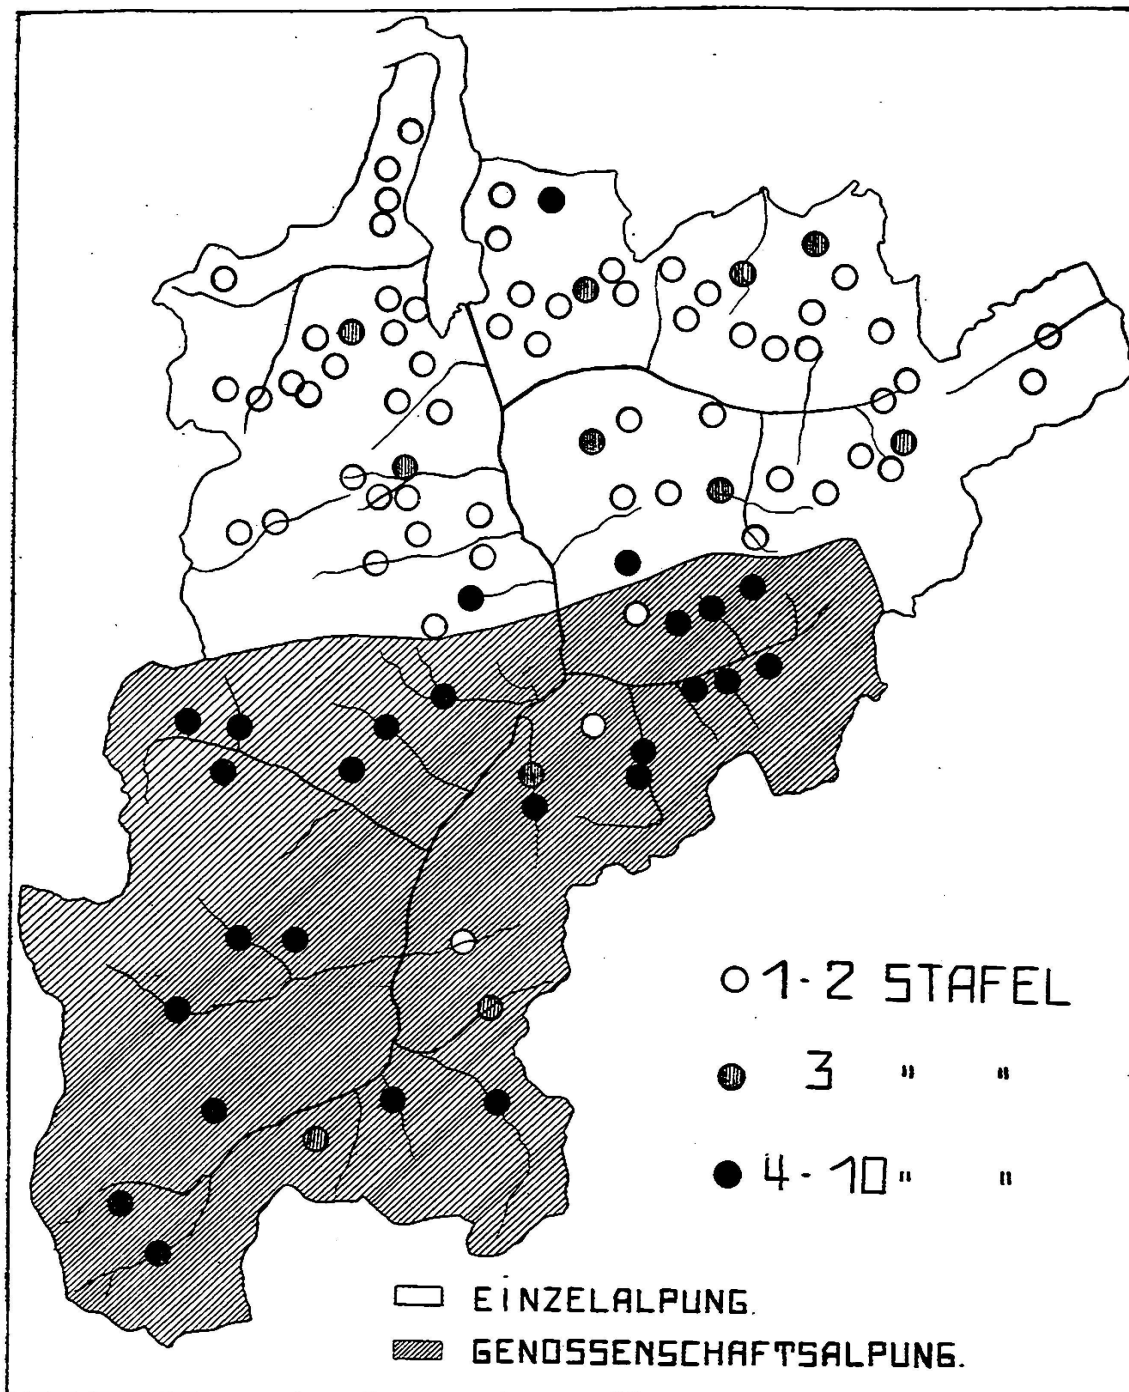 1-2 STAFEL
3 " "
4-10 " "
EiNZELALPUNG.
GENOSSENSCHAFTSALPUNG.